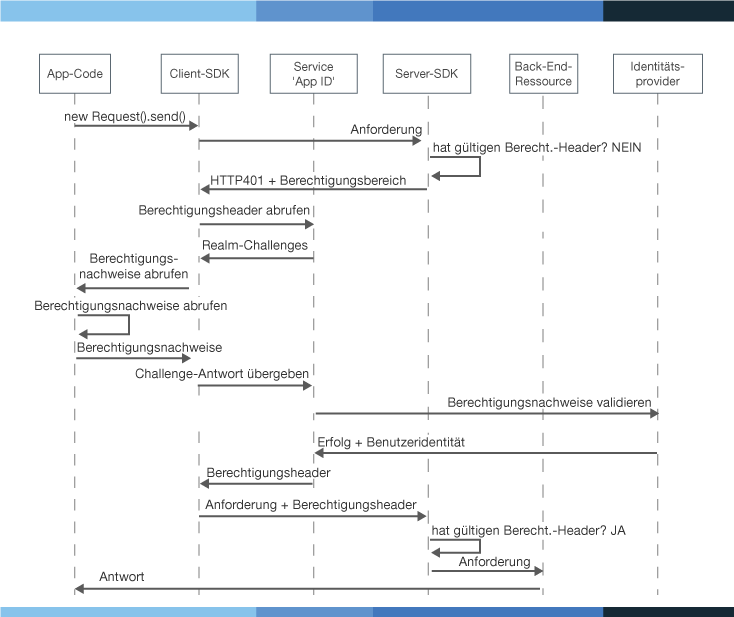 App-Code
Client-SDK
Service
'App ID'
Server-SDK
Back-End-
Ressource
Identitäts-
provider
new Request().send()
Anforderung
hat gültigen Berecht.-Header? NEIN
HTTP401 + Berechtigungsbereich
Berechtigungsheader abrufen
Realm-Challenges
Berechtigungs-
nachweise abrufen
Berechtigungsnachweise abrufen
Berechtigungsnachweise
Challenge-Antwort übergeben
Berechtigungsnachweise validieren
Erfolg + Benutzeridentität
Berechtigungsheader
Anforderung + Berechtigungsheader
hat gültigen Berecht.-Header? JA
Anforderung
Antwort